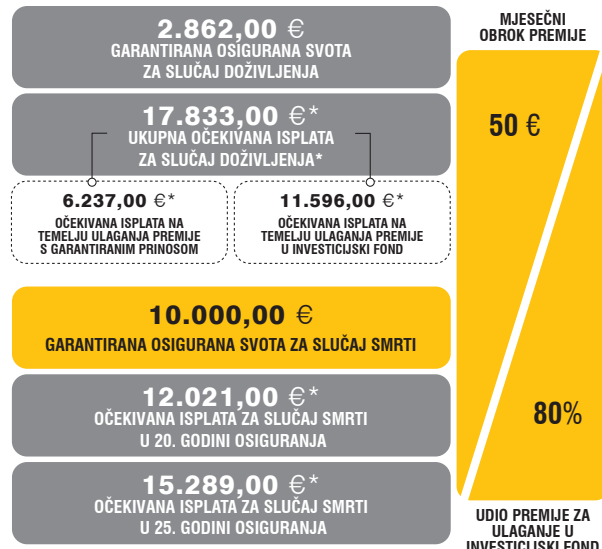 2.862,00 €
GARANTIRANA OSIGURANA SVOTA
ZA SLUČAJ DOŽIVLJENJA
17.833,00 €*
UKUPNA OČEKIVANA ISPLATA
ZA SLUČAJ DOŽIVLJENJA*
6.237,00 €*
OČEKIVANA ISPLATA NA
TEMELJU ULAGANJA PREMIJE
S GARANTIRANIM PRINOSOM
11.596,00 €*
OČEKIVANA ISPLATA NA
TEMELJU ULAGANJA PREMIJE
U INVESTICIJSKI FOND
10.000,00 €
GARANTIRANA OSIGURANA SVOTA ZA SLUČAJ SMRTI
12.021,00 €*
OČEKIVANA ISPLATA ZA SLUČAJ SMRTI
U 20. GODINI OSIGURANJA
15.289,00 €*
OČEKIVANA ISPLATA ZA SLUČAJ SMRTI
U 25. GODINI OSIGURANJA
MJESEČNI
OBROK PREMIJE
50 €
80%
UDIO PREMIJE ZA
ULAGANJE U
INVESTICIJSKI FOND